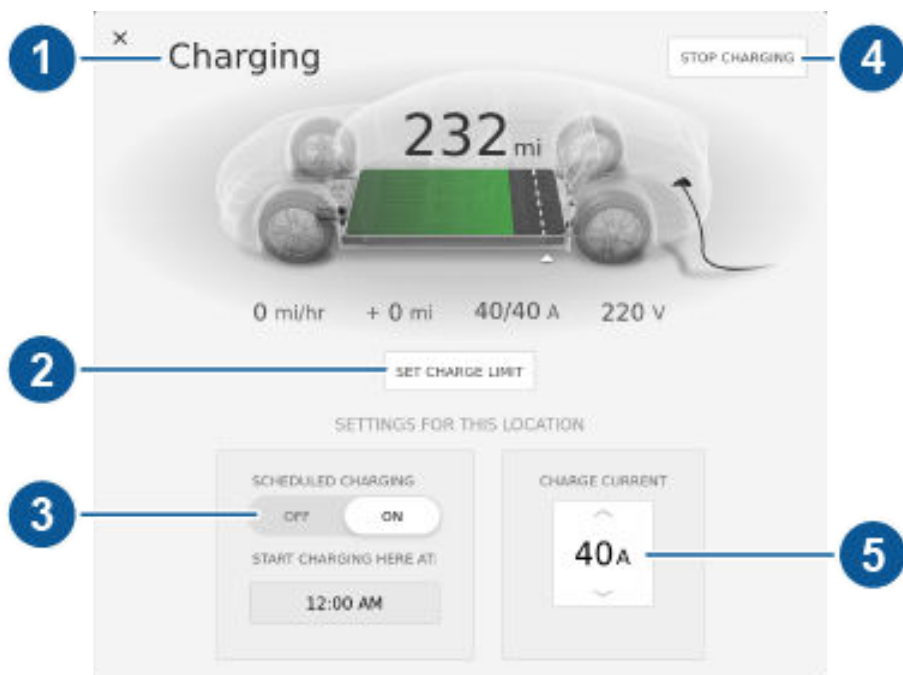 ×
1 Charging STOP CHARGING 4
232 mi
0 mi/hr + 0 mi 40/40 A 220 V
2 SET CHARGE LIMIT
SETTINGS FOR THIS LOCATION
SCHEDULED CHARGING CHARGE CURRENT
3 OFF ON
40A 5
START CHARGING HERE AT:
12:00 AM